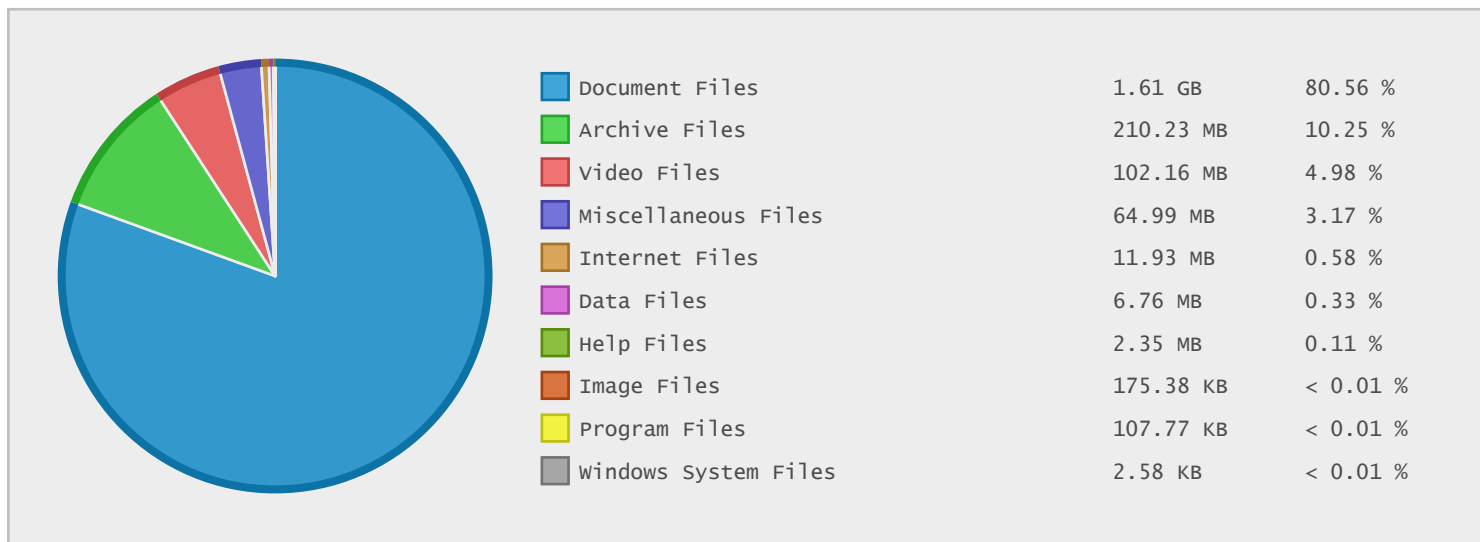 Document Files 1.61 GB 80.56 %
Archive Files 210.23 MB 10.25 %
Video Files 102.16 MB 4.98 %
Miscellaneous Files 64.99 MB 3.17 %
Internet Files 11.93 MB 0.58 %
Data Files 6.76 MB 0.33 %
Help Files 2.35 MB 0.11 %
Image Files 175.38 KB < 0.01 %
Program Files 107.77 KB < 0.01 %
Windows System Files 2.58 KB < 0.01 %